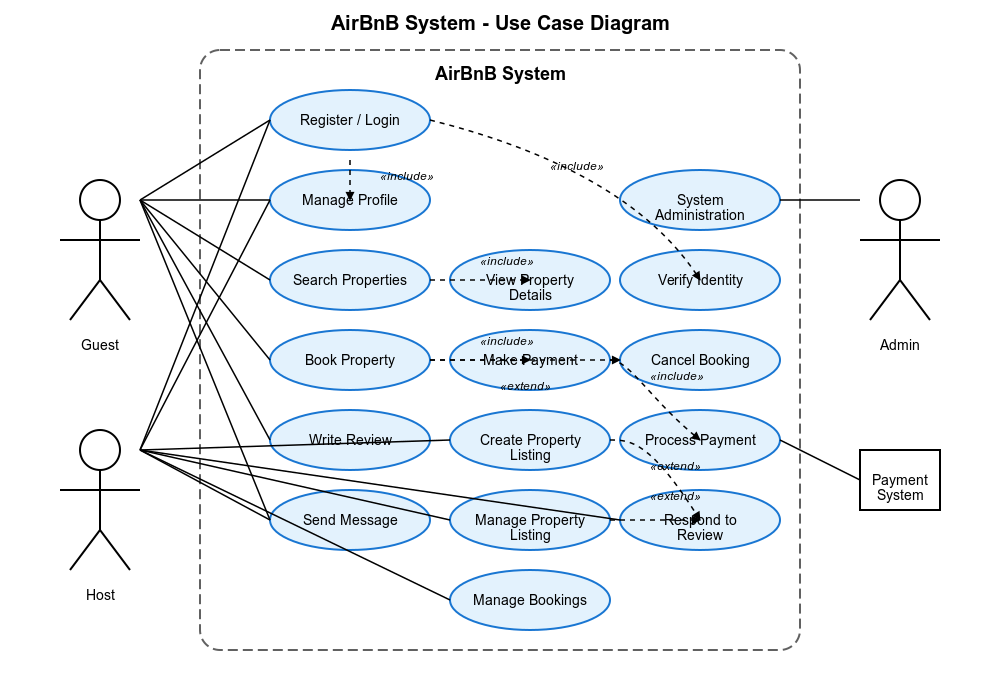 AirBnB System - Use Case Diagram
AirBnB System
Register / Login
«include»
«include»
Manage Profile
System
Administration
«include»
Search Properties
View Property
Details
Verify Identity
Guest
Admin
«include»
Book Property
Make Payment
Cancel Booking
«include»
«extend»
Write Review
Create Property
Listing
Process Payment
«extend»
Payment
System
«extend»
Send Message
Manage Property
Listing
Respond to
Review
Host
Manage Bookings